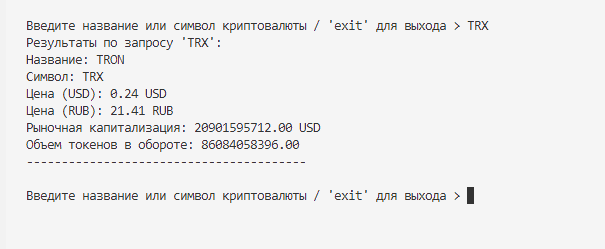 Введите название или символ криптовалюты / 'exit' для выхода > TRX
Результаты по запросу 'TRX':
Название: TRON
Символ: TRX
Цена (USD): 0.24 USD
Цена (RUB): 21.41 RUB
Рыночная капитализация: 20901595712.00 USD
Объем токенов в обороте: 86084058396.00
----------------------------------------
Введите название или символ криптовалюты / 'exit' для выхода >